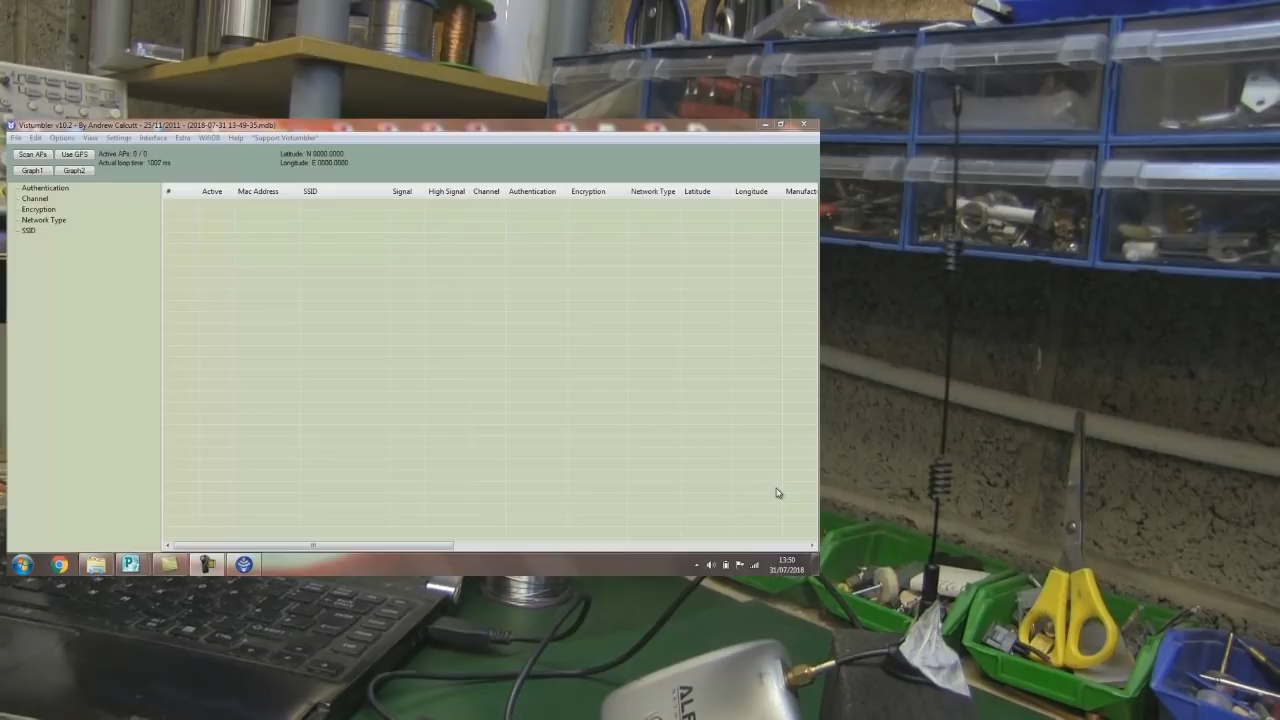 Vistumbler v10.2 - By Andrew Calcutt - 25/11/2011 - (2018-07-31 13-49-35.mdb)
File Edit Options View Settings Interface Extra WifiDB Help *Support Vistumbler*
Scan APs Use GPS Active APs: 0 / 0 Latitude: N 0000.0000
Actual loop time: 1007 ms Longitude: E 0000.0000
Graph1 Graph2
Authentication
Channel
Encryption
Network Type
SSID
# Active Mac Address SSID Signal High Signal Channel Authentication Encryption Network Type Latitude Longitude Manufact
13:50
31/07/2018
ALF